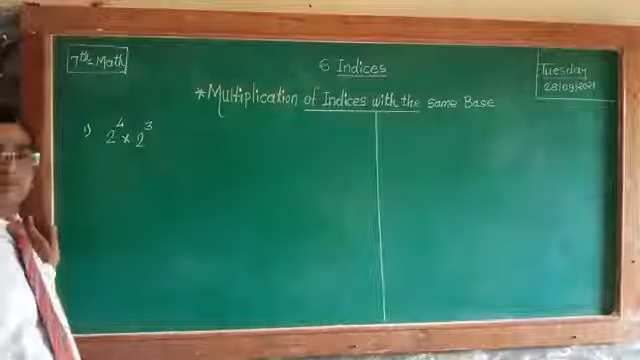 7th Math
6 Indices
Tuesday
28/09/2021
*Multiplication of Indices with the same Base
1) 2⁴ × 2³